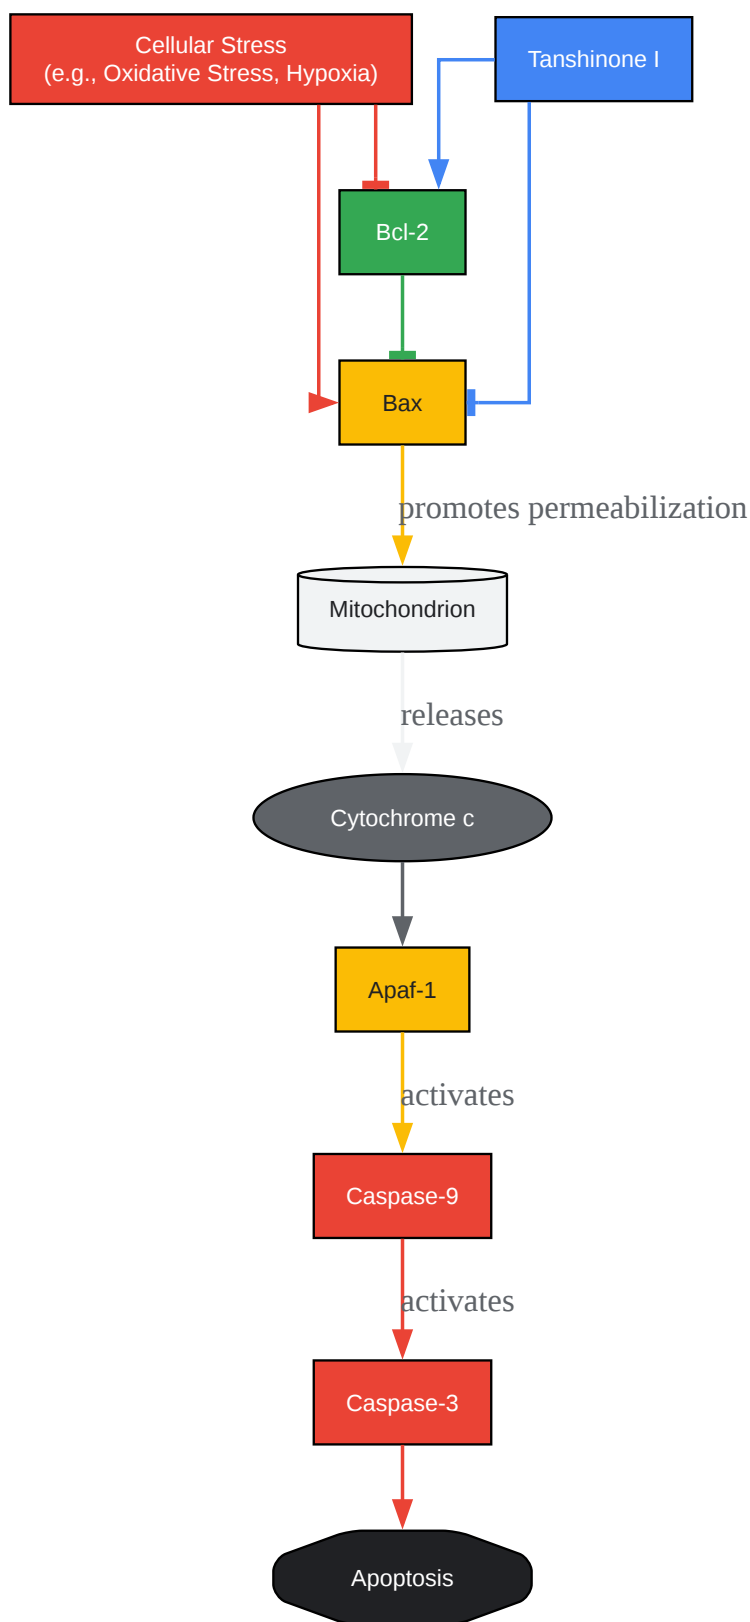 Cellular Stress
(e.g., Oxidative Stress, Hypoxia)
Tanshinone I
Bcl-2
Bax
promotes permeabilization
Mitochondrion
releases
Cytochrome c
Apaf-1
activates
Caspase-9
activates
Caspase-3
Apoptosis